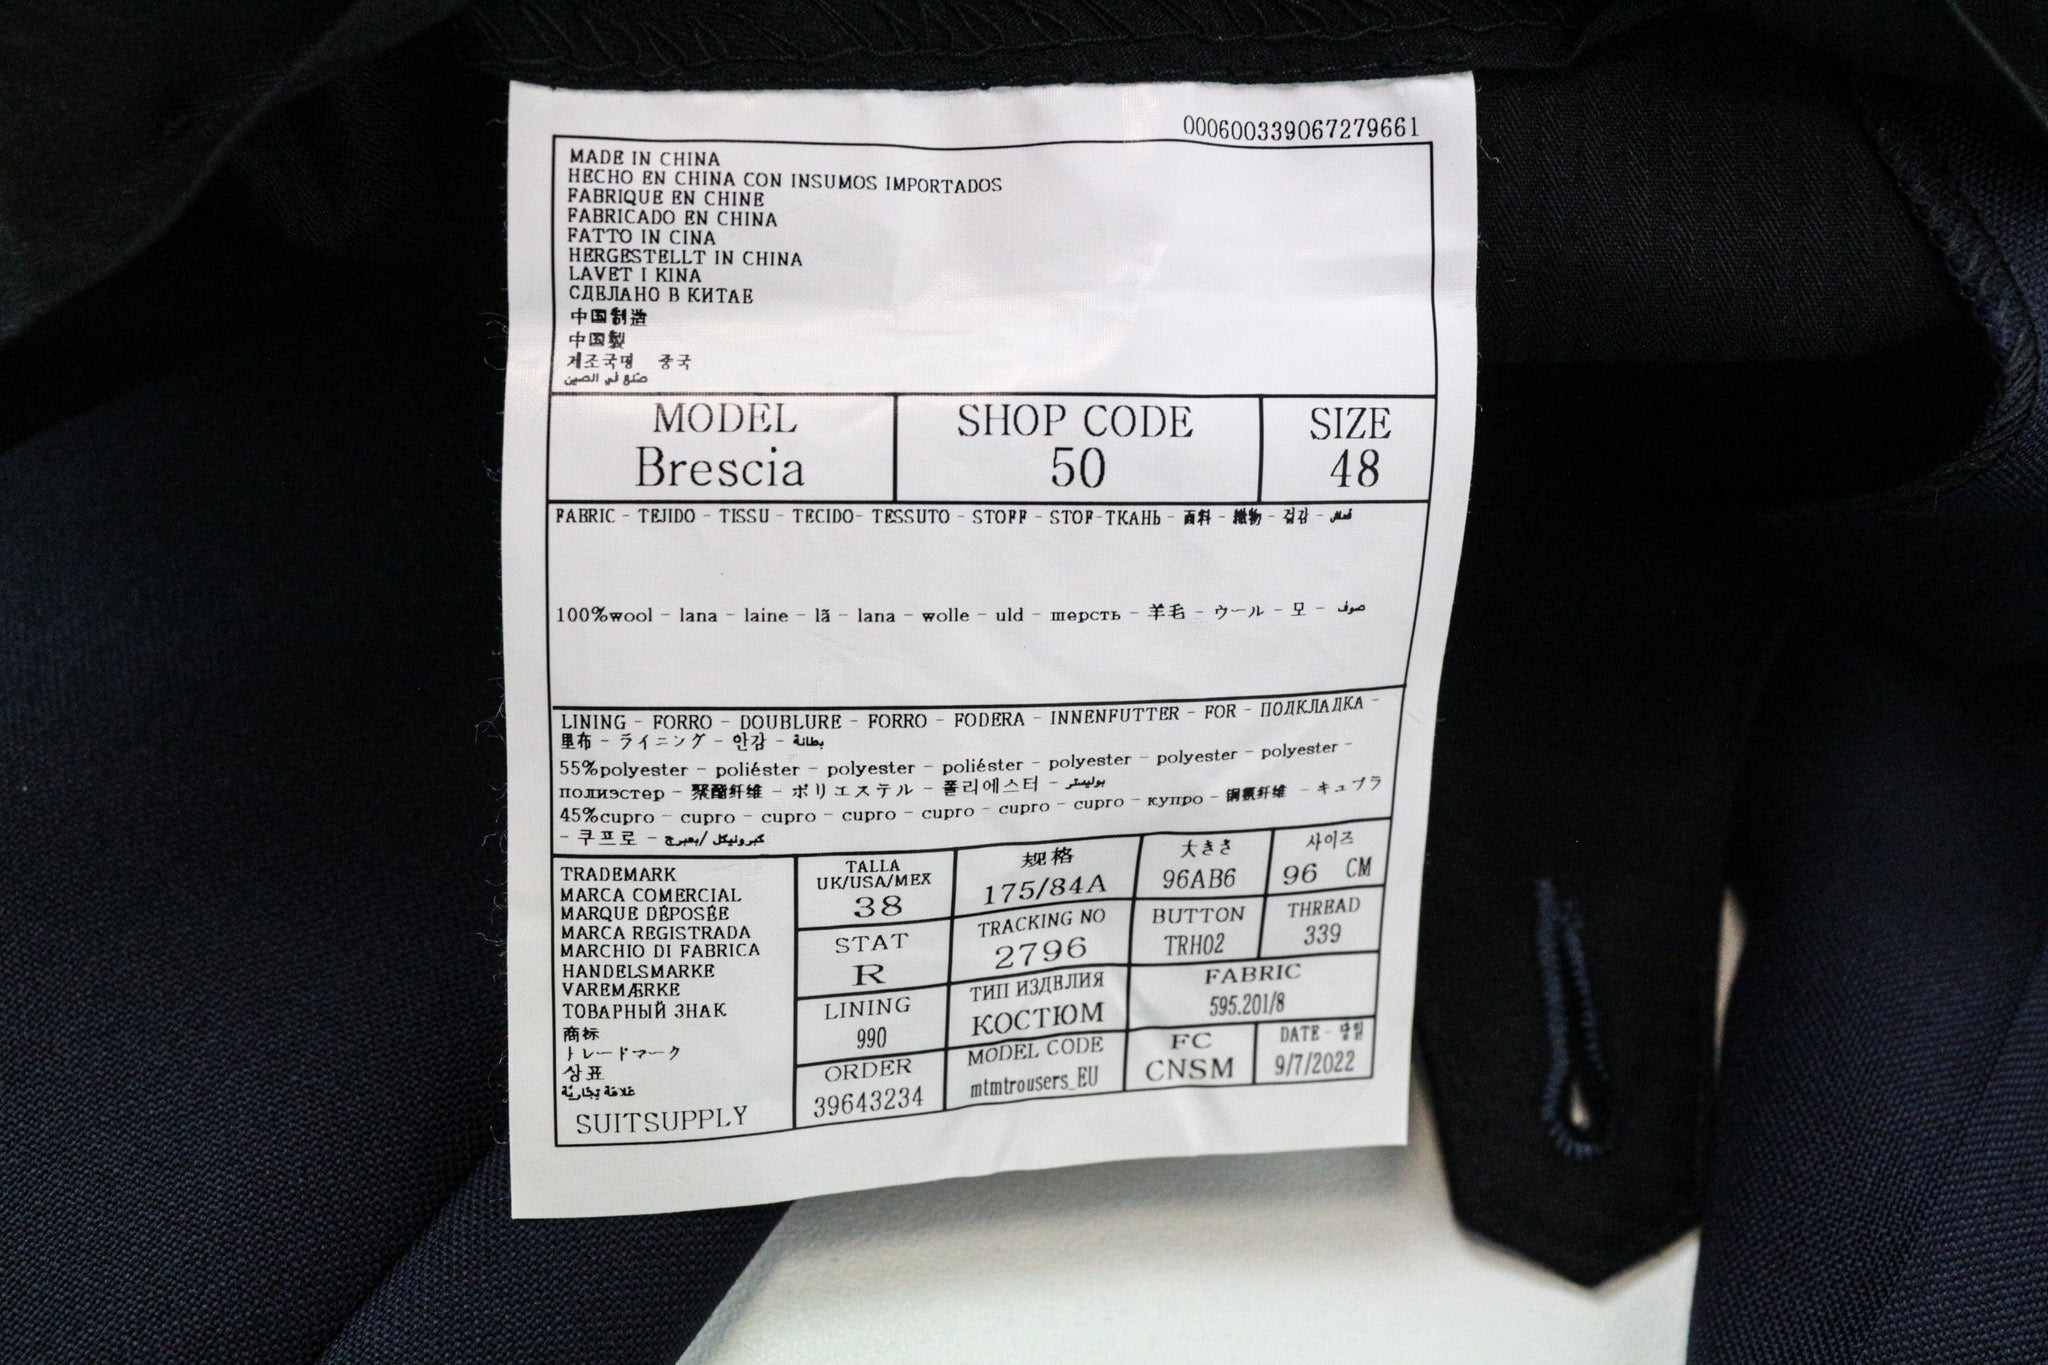 000600339067279661
MADE IN CHINA
HECHO EN CHINA CON INSUMOS IMPORTADOS
FABRIQUE EN CHINE
FABRICADO EN CHINA
FATTO IN CINA
HERGESTELLT IN CHINA
LAVET I KINA
СДЕЛАНО В КИТАЕ
中国制造
中国製
제조국명 중국
صنع في الصين
MODEL SHOP CODE SIZE
Brescia 50 48
FABRIC - TEJIDO - TISSU - TECIDO- TESSUTO - STOFF - STOF-ТКАНЬ - 面料 - 織物 - 겉감 - قماش
100%wool - lana - laine - lã - lana - wolle - uld - шерсть - 羊毛 - ウール - 모 - صوف
LINING - FORRO - DOUBLURE - FORRO - FODERA - INNENFUTTER - FOR - ПОДКЛАДКА -
里布 - ライニング - 안감 - بطانة
55%polyester - poliéster - polyester - poliéster - polyester - polyester - polyester -
полиэстер - 聚酯纤维 - ポリエステル - 폴리에스터 - بوليستر
45%cupro - cupro - cupro - cupro - cupro - cupro - cupro - купро - 铜氨纤维 - キュプラ
- 쿠프로 -
TRADEMARK
MARCA COMERCIAL
MARQUE DÉPOSÉE
MARCA REGISTRADA
MARCHIO DI FABRICA
HANDELSMARKE
VAREMÆRKE
ТОВАРНЫЙ ЗНАК
商标
トレードマーク
상표
علامة تجارية
SUITSUPPLY
TALLA
UK/USA/MEX
38
规格
175/84A
大きさ
96AB6
사이즈
96 CM
STAT
R
TRACKING NO
2796
BUTTON
TRH02
THREAD
339
LINING
990
ТИП ИЗДЕЛИЯ
КОСТЮМ
FABRIC
595.201/8
ORDER
39643234
MODEL CODE
mtmtrousers_EU
FC
CNSM
DATE -
9/7/2022